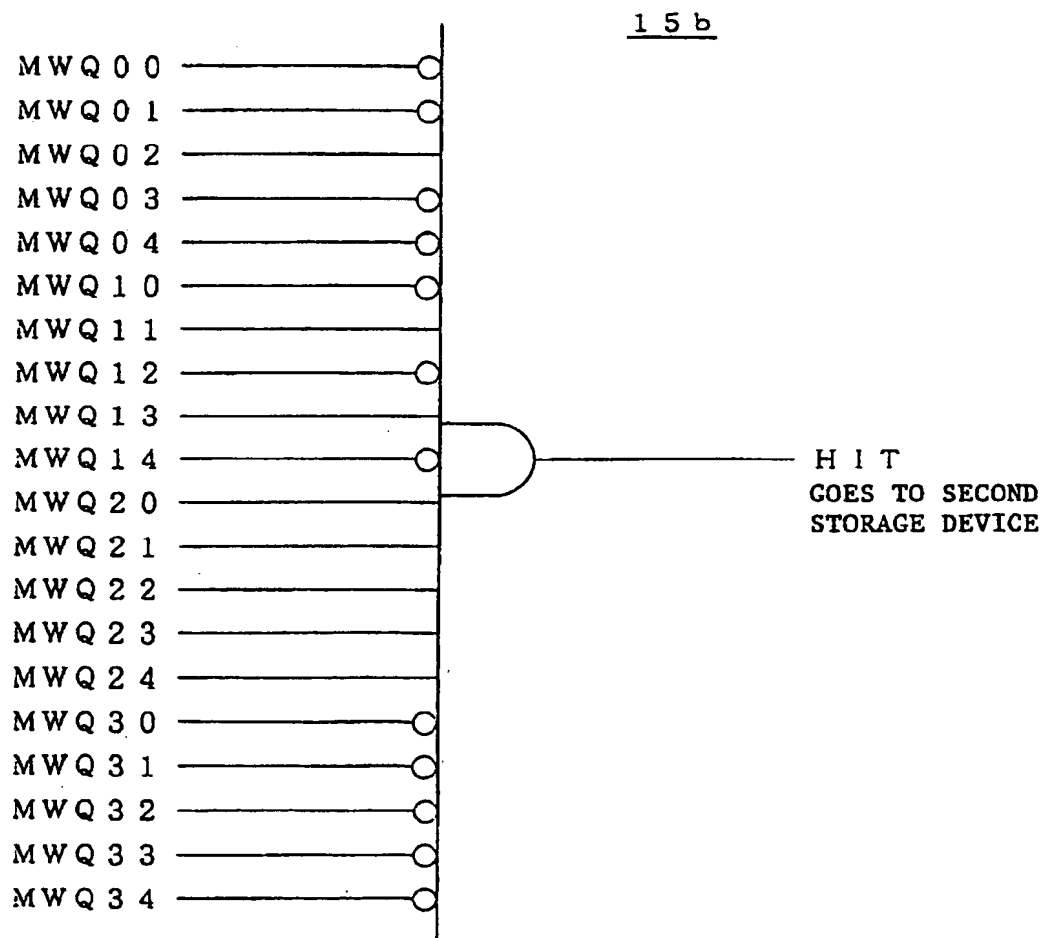 15b
MWQ00
MWQ01
MWQ02
MWQ03
MWQ04
MWQ10
MWQ11
MWQ12
MWQ13
MWQ14
MWQ20
MWQ21
MWQ22
MWQ23
MWQ24
MWQ30
MWQ31
MWQ32
MWQ33
MWQ34
HIT
GOES TO SECOND
STORAGE DEVICE